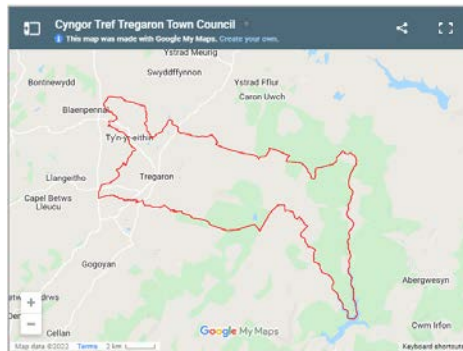 Cyngor Tref Tregaron Town Council
This map was made with Google My Maps. Create your own.
Ystrad Meurig
Bontnewydd
Swyddffynnon
Ystrad Fflur
Caron Uwch
Blaenpennal
Ty'n-yr-eithin
Llangeitho
Tregaron
Capel Betws
Lleucu
Gogoyan
Abergwesyn
Cwm Irfon
Cellan
+
−
Google My Maps
Map data ©2022 Terms 2 km
Keyboard shortcuts